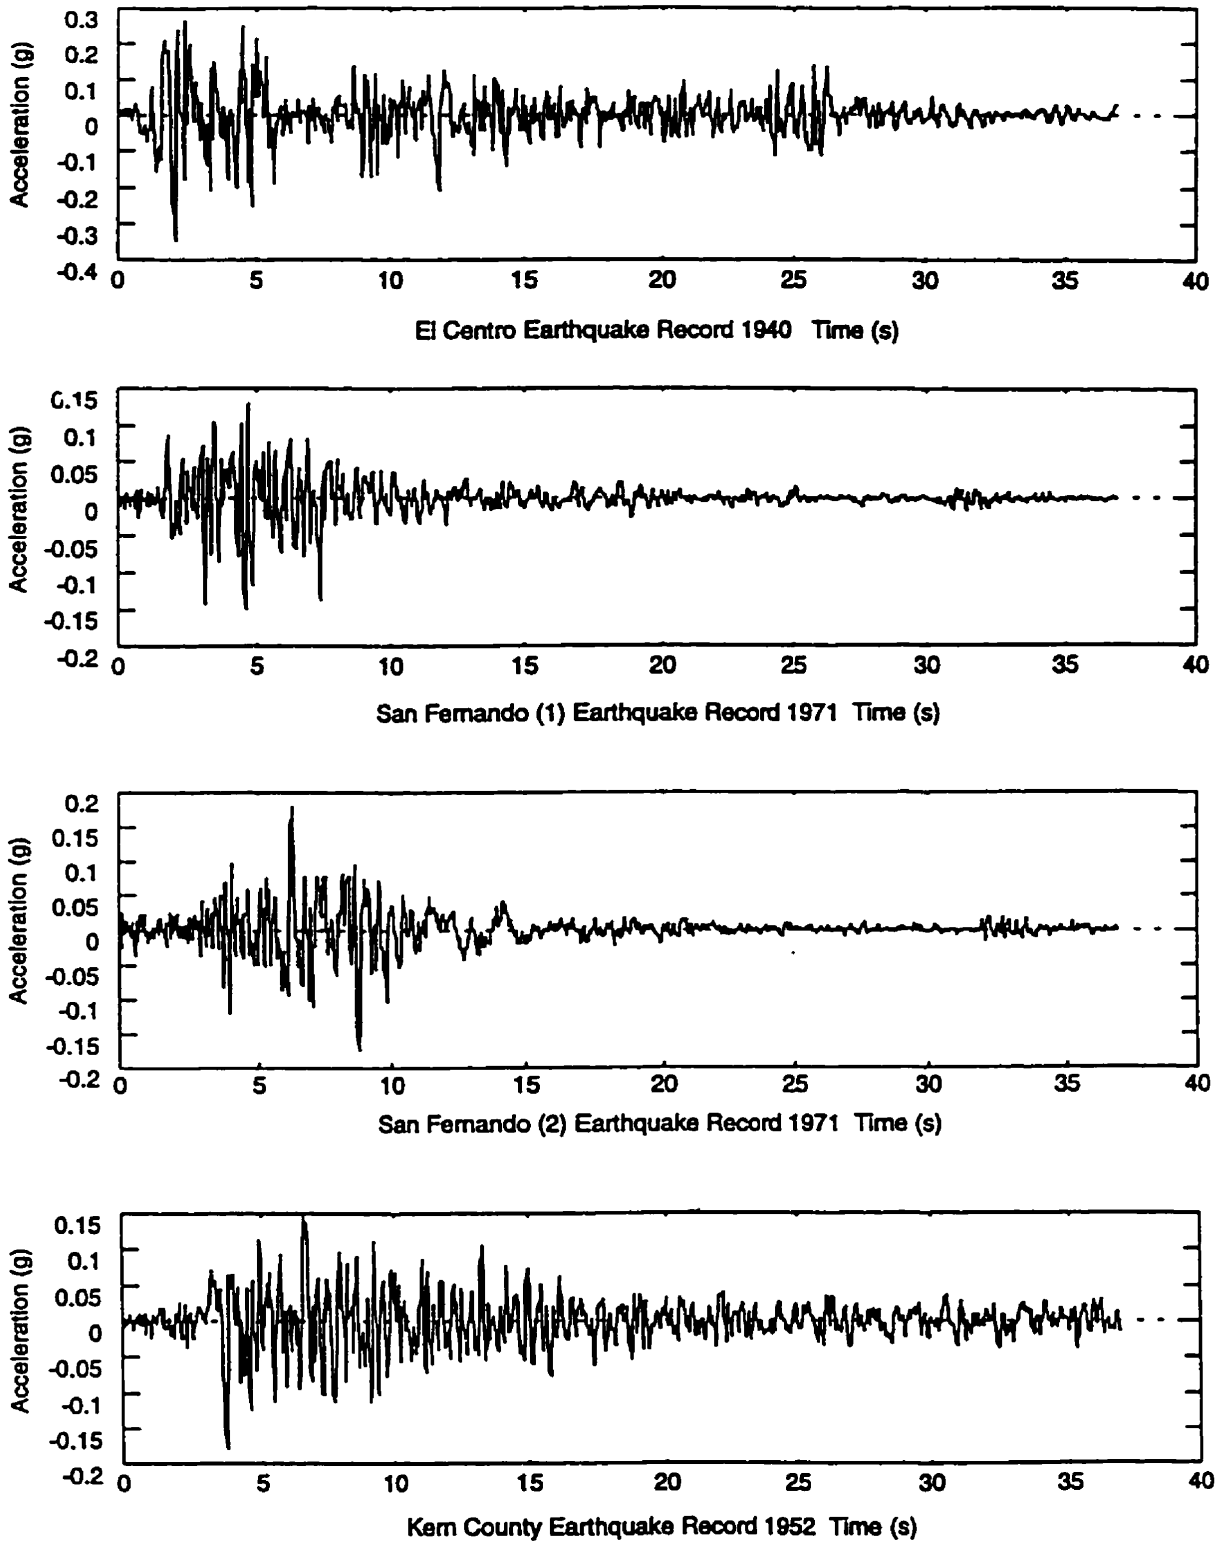 Acceleration (g)
0.3
0.2
0.1
0
-0.1
-0.2
-0.3
-0.4
0 5 10 15 20 25 30 35 40
El Centro Earthquake Record 1940 Time (s)
Acceleration (g)
0.15
0.1
0.05
0
-0.05
-0.1
-0.15
-0.2
0 5 10 15 20 25 30 35 40
San Fernando (1) Earthquake Record 1971 Time (s)
Acceleration (g)
0.2
0.15
0.1
0.05
0
-0.05
-0.1
-0.15
-0.2
0 5 10 15 20 25 30 35 40
San Fernando (2) Earthquake Record 1971 Time (s)
Acceleration (g)
0.15
0.1
0.05
0
-0.05
-0.1
-0.15
-0.2
0 5 10 15 20 25 30 35 40
Kern County Earthquake Record 1952 Time (s)